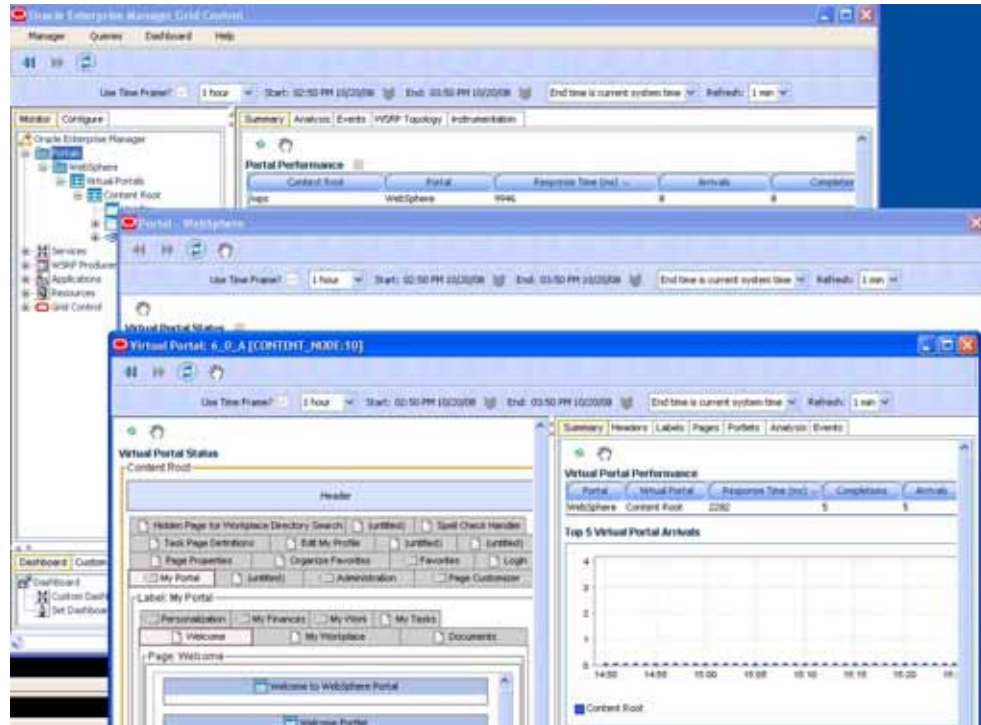 Oracle Enterprise Manager Grid Control
Manager Queries Dashboard Help
Use Time Frame? 1 hour Start: 02:50 PM 10/20/08 End: 03:50 PM 10/20/08 End time is current system time Refresh: 1 min
Monitor Configure
Oracle Enterprise Manager
Portals
WebSphere
Virtual Portals
Content Root
Services
WSRP Producer
Applications
Resources
Grid Control
Summary Analysis Events WSRP Topology Instrumentation
Portal Performance
Context Root Portal Response Time (ms) Arrivals Completion
/wps WebSphere 9946 8 8
Portal - WebSphere
Use Time Frame? 1 hour Start: 02:50 PM 10/20/08 End: 03:50 PM 10/20/08 End time is current system time Refresh: 1 min
Virtual Portal Status
Virtual Portal: 6_0_A [CONTENT_NODE:10]
Use Time Frame? 1 hour Start: 02:50 PM 10/20/08 End: 03:50 PM 10/20/08 End time is current system time Refresh: 1 min
Virtual Portal Status
Content Root
Header
Hidden Page for Workplace Directory Search (untitled) Spell Check Handler
Task Page Definitions Edit My Profile (untitled) (untitled)
Page Properties Organize Favorites Favorites Login
My Portal (untitled) Administration Page Customizer
Label: My Portal
Personalization My Finances My Work My Tasks
Welcome My Workplace Documents
Page: Welcome
Welcome to WebSphere Portal
Welcome Portlet
Summary Headers Labels Pages Portlets Analysis Events
Virtual Portal Performance
Portal Virtual Portal Response Time (ms) Completions Arrivals
WebSphere Content Root 2282 5 5
Top 5 Virtual Portal Arrivals
4
3
2
1
0
14:50 14:55 15:00 15:05 15:10 15:15 15:20
Content Root
Dashboard Custom
Dashboard
Custom Dash
Set Dashboa